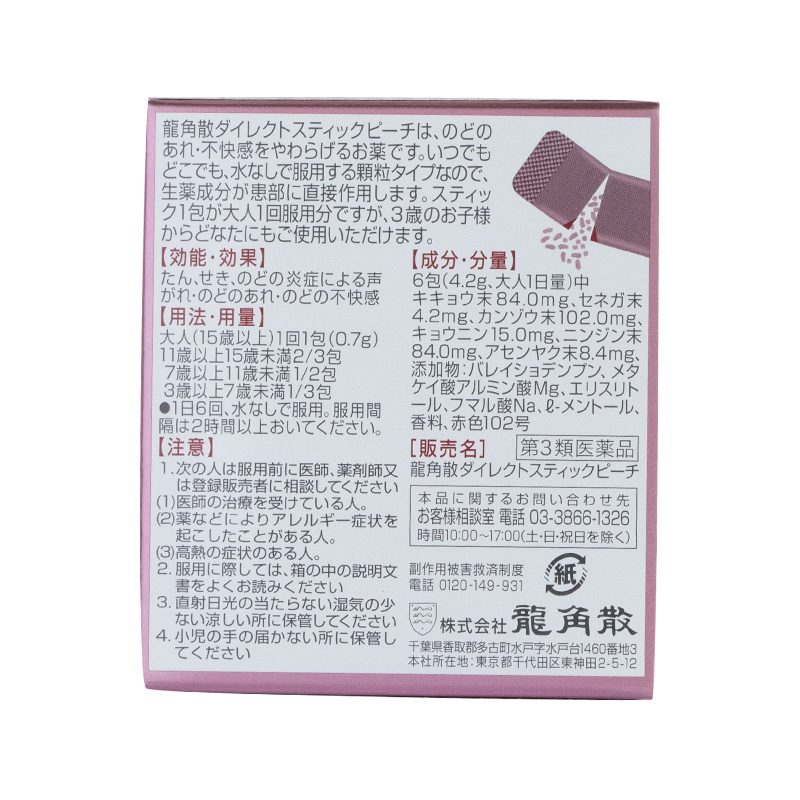 龍角散ダイレクトスティックピーチは、のどの
あれ・不快感をやわらげるお薬です。いつでも
どこでも、水なしで服用する顆粒タイプなので、
生薬成分が患部に直接作用します。スティッ
ク1包が大人1回服用分ですが、3歳のお子様
からどなたにもご使用いただけます。
【効能・効果】
たん、せき、のどの炎症による声
がれ・のどのあれ・のどの不快感
【用法・用量】
大人(15歳以上)1回1包(0.7g)
11歳以上15歳未満2/3包
7歳以上11歳未満1/2包
3歳以上7歳未満1/3包
●1日6回、水なしで服用。服用間
隔は2時間以上おいてください。
【注意】
1. 次の人は服用前に医師、薬剤師又
は登録販売者に相談してください
(1)医師の治療を受けている人。
(2)薬などによりアレルギー症状を
起こしたことがある人。
(3)高熱の症状のある人。
2. 服用に際しては、箱の中の説明文
書をよくお読みください
3. 直射日光の当たらない湿気の少
ない涼しい所に保管してください
4. 小児の手の届かない所に保管し
てください
【成分・分量】
6包(4.2g、大人1日量)中
キキョウ末84.0mg、セネガ末
4.2mg、カンゾウ末102.0mg、
キョウニン15.0mg、ニンジン末
84.0mg、アセンヤク末8.4mg、
添加物:バレイショデンプン、メタ
ケイ酸アルミン酸Mg、エリスリ
トール、フマル酸Na、ℓ-メントール、
香料、赤色102号
[販売名] 第3類医薬品
龍角散ダイレクトスティックピーチ
本品に関するお問い合わせ先
お客様相談室 電話 03-3866-1326
時間10:00~17:00(土・日・祝日を除く)
副作用被害救済制度
電話 0120-149-931
紙
株式会社 龍角散
千葉県香取郡多古町水戸字水戸台1460番地3
本社所在地:東京都千代田区東神田2-5-12